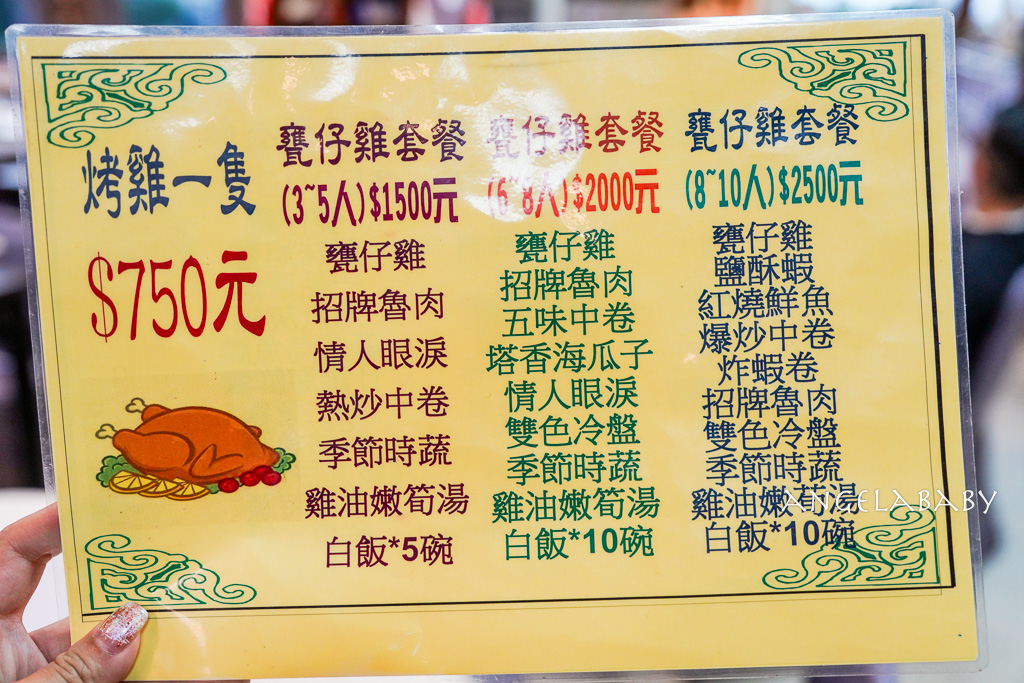 烤雞一隻
$750元
甕仔雞套餐
(3~5人)$1500元
甕仔雞
招牌魯肉
情人眼淚
熱炒中卷
季節時蔬
雞油嫩筍湯
白飯*5碗
甕仔雞套餐
(6~8人)$2000元
甕仔雞
招牌魯肉
五味中卷
塔香海瓜子
情人眼淚
雙色冷盤
季節時蔬
雞油嫩筍湯
白飯*10碗
甕仔雞套餐
(8~10人)$2500元
甕仔雞
鹽酥蝦
紅燒鮮魚
爆炒中卷
炸蝦卷
招牌魯肉
雙色冷盤
季節時蔬
雞油嫩筍湯
白飯*10碗
ANGELABABY